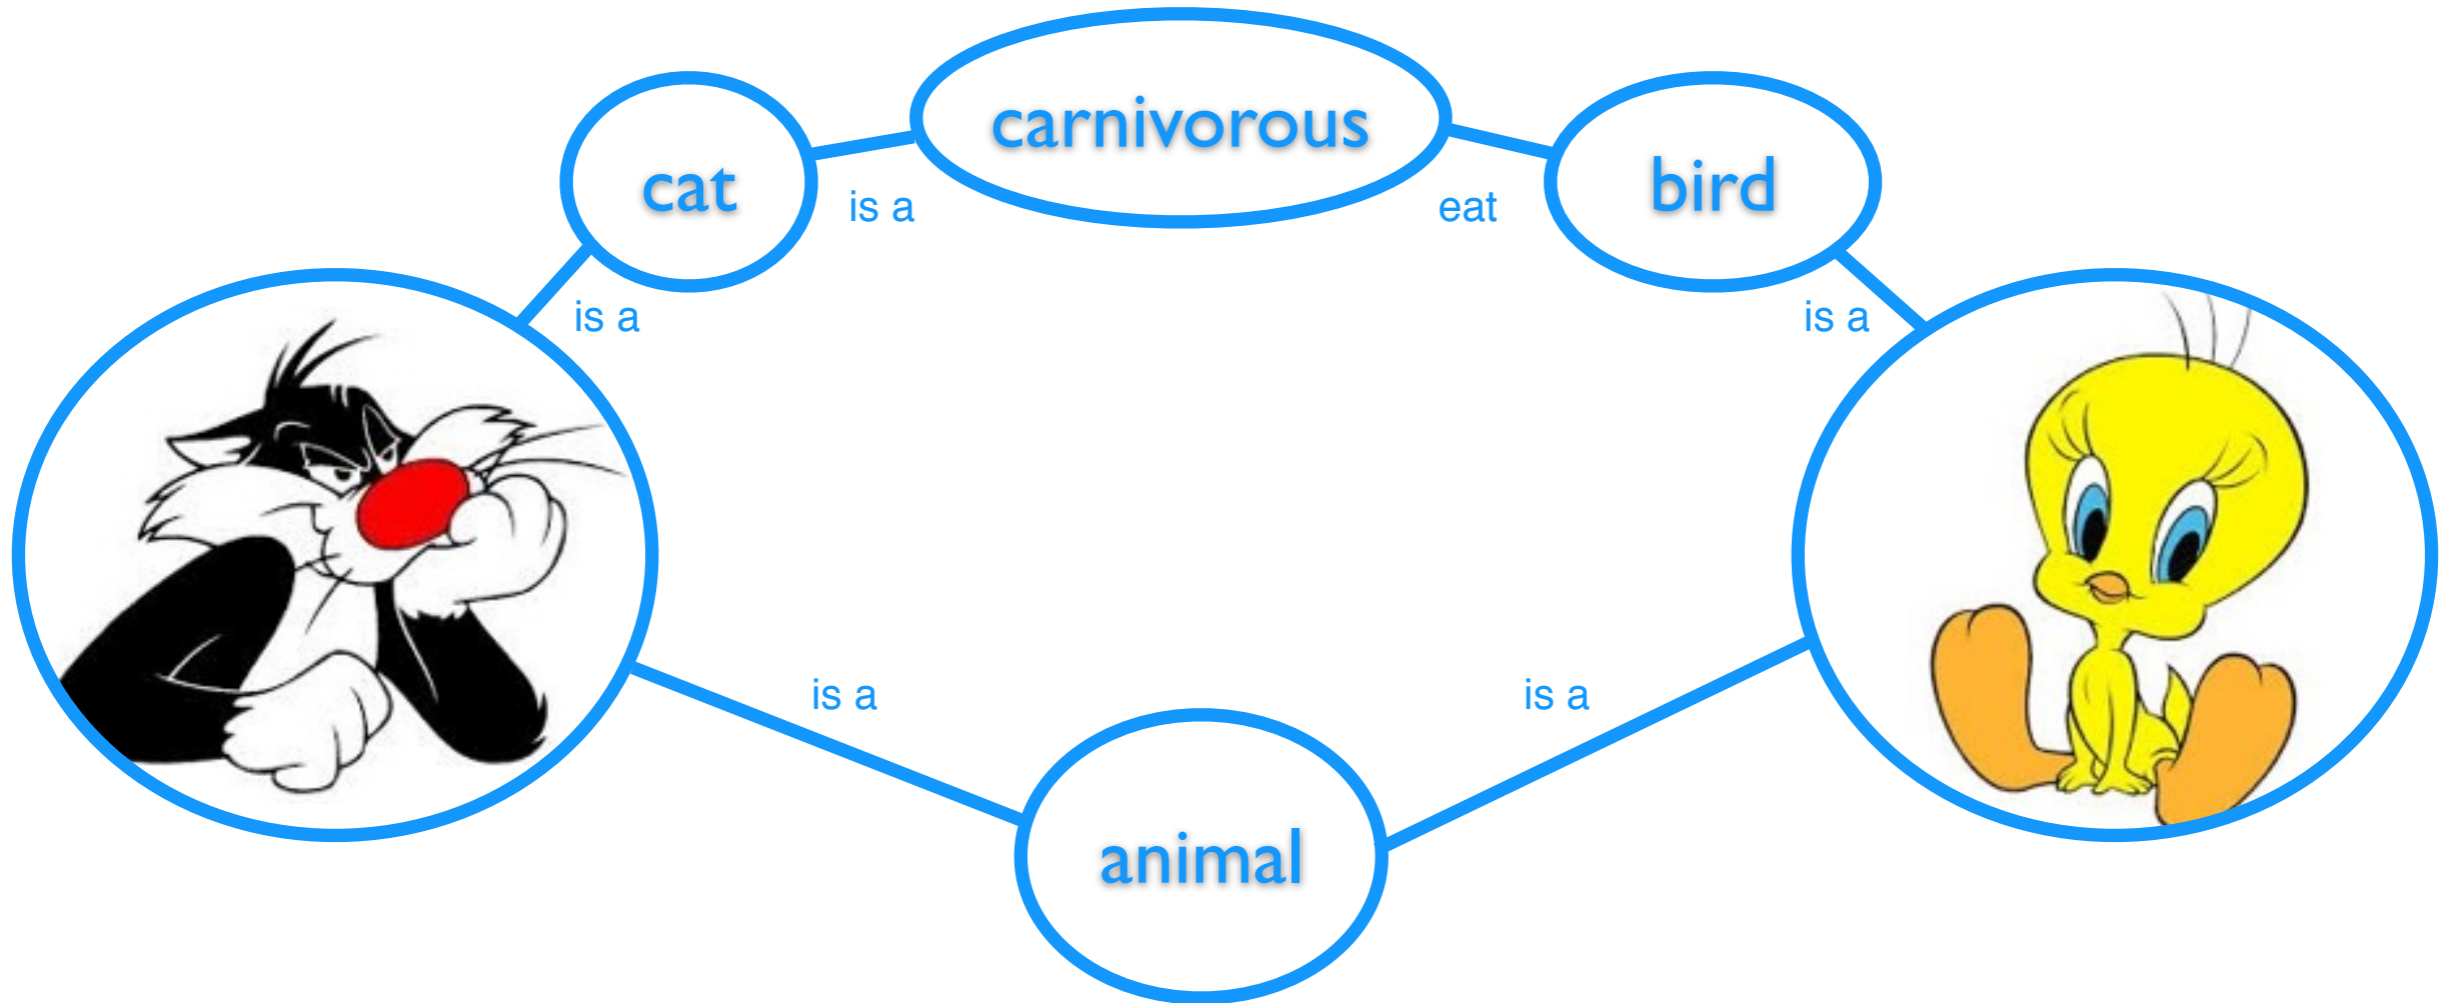 carnivorous
cat
bird
is a
eat
is a
is a
is a
is a
animal